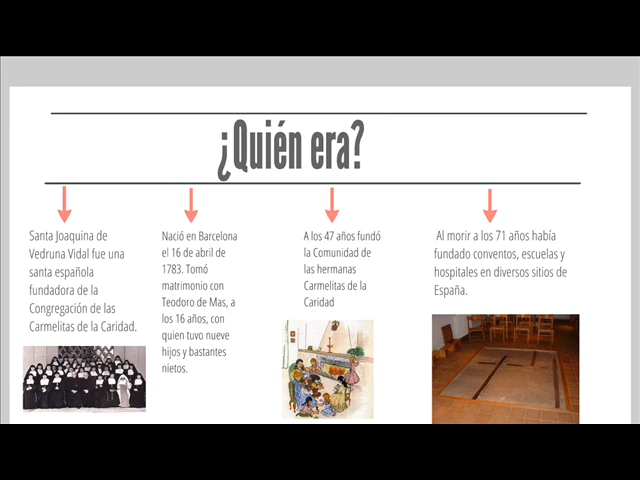 ¿Quién era?
Santa Joaquina de
Vedruna Vidal fue una
santa española
fundadora de la
Congregación de las
Carmelitas de la Caridad.
Nació en Barcelona
el 16 de abril de
1783. Tomó
matrimonio con
Teodoro de Mas, a
los 16 años, con
quien tuvo nueve
hijos y bastantes
nietos.
A los 47 años fundó
la Comunidad de
las hermanas
Carmelitas de la
Caridad
Al morir a los 71 años había
fundado conventos, escuelas y
hospitales en diversos sitios de
España.